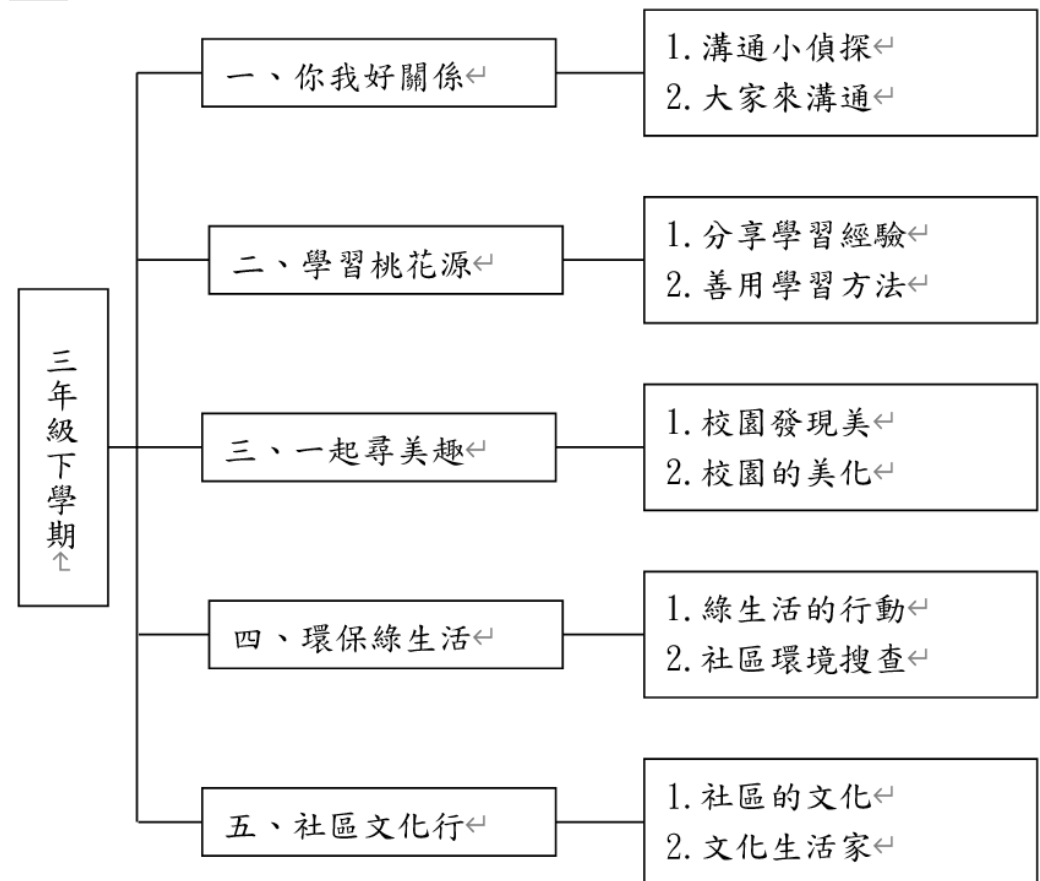 三年級下學期
一、你我好關係
1.溝通小偵探
2.大家來溝通
二、學習桃花源
1.分享學習經驗
2.善用學習方法
三、一起尋美趣
1.校園發現美
2.校園的美化
四、環保綠生活
1.綠生活的行動
2.社區環境搜查
五、社區文化行
1.社區的文化
2.文化生活家